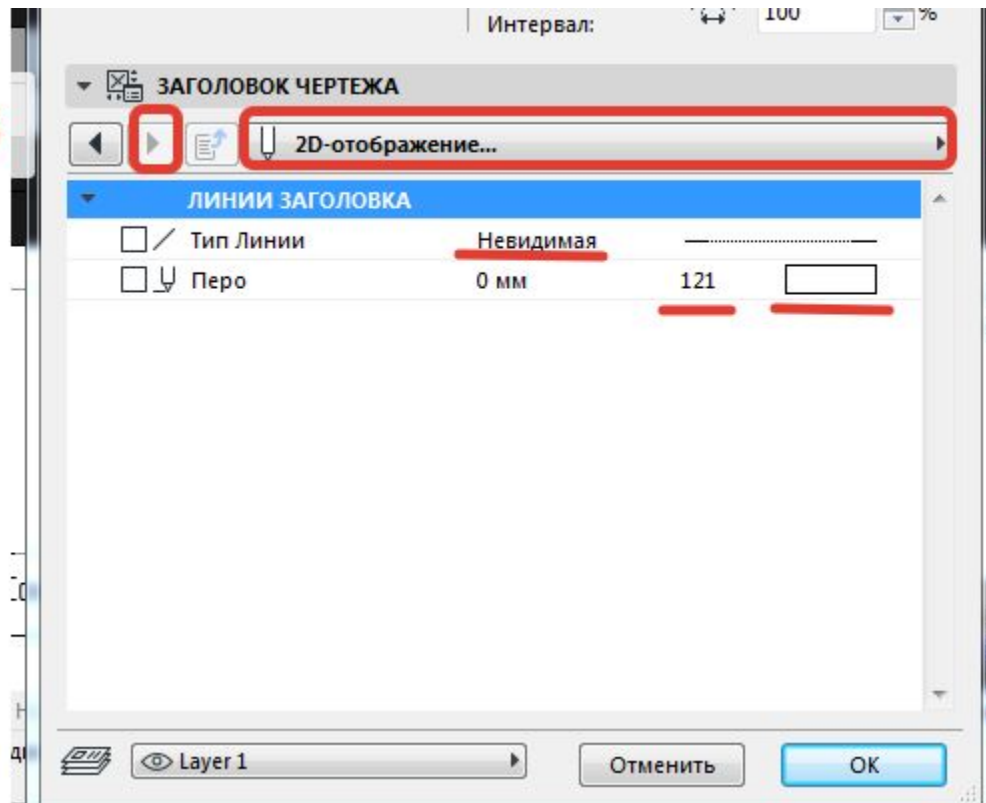 Интервал: 100 %
ЗАГОЛОВОК ЧЕРТЕЖА
2D-отображение...
ЛИНИИ ЗАГОЛОВКА
Тип Линии Невидимая
Перо 0 мм 121
Layer 1 Отменить OK